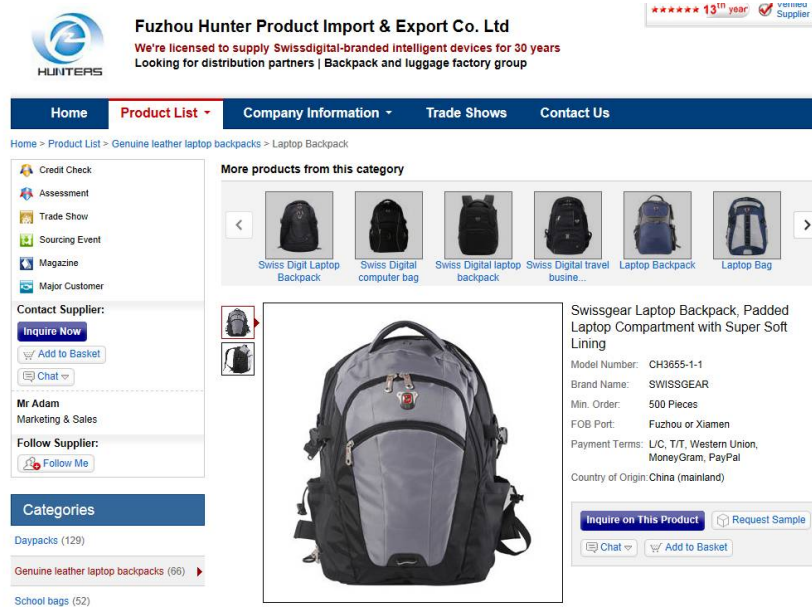 HUNTERS
Fuzhou Hunter Product Import & Export Co. Ltd
We're licensed to supply Swissdigital-branded intelligent devices for 30 years
Looking for distribution partners | Backpack and luggage factory group
13th year
Verified
Supplier
Home
Product List
Company Information
Trade Shows
Contact Us
Home > Product List > Genuine leather laptop backpacks > Laptop Backpack
Credit Check
Assessment
Trade Show
Sourcing Event
Magazine
Major Customer
Contact Supplier:
Inquire Now
Add to Basket
Chat
Mr Adam
Marketing & Sales
Follow Supplier:
Follow Me
Categories
Daypacks (129)
Genuine leather laptop backpacks (66)
School bags (52)
More products from this category
Swiss Digit Laptop
Backpack
Swiss Digital
computer bag
Swiss Digital laptop
backpack
Swiss Digital travel
busine...
Laptop Backpack
Laptop Bag
Swissgear Laptop Backpack, Padded
Laptop Compartment with Super Soft
Lining
Model Number: CH3655-1-1
Brand Name: SWISSGEAR
Min. Order: 500 Pieces
FOB Port: Fuzhou or Xiamen
Payment Terms: L/C, T/T, Western Union,
MoneyGram, PayPal
Country of Origin: China (mainland)
Inquire on This Product
Request Sample
Chat
Add to Basket